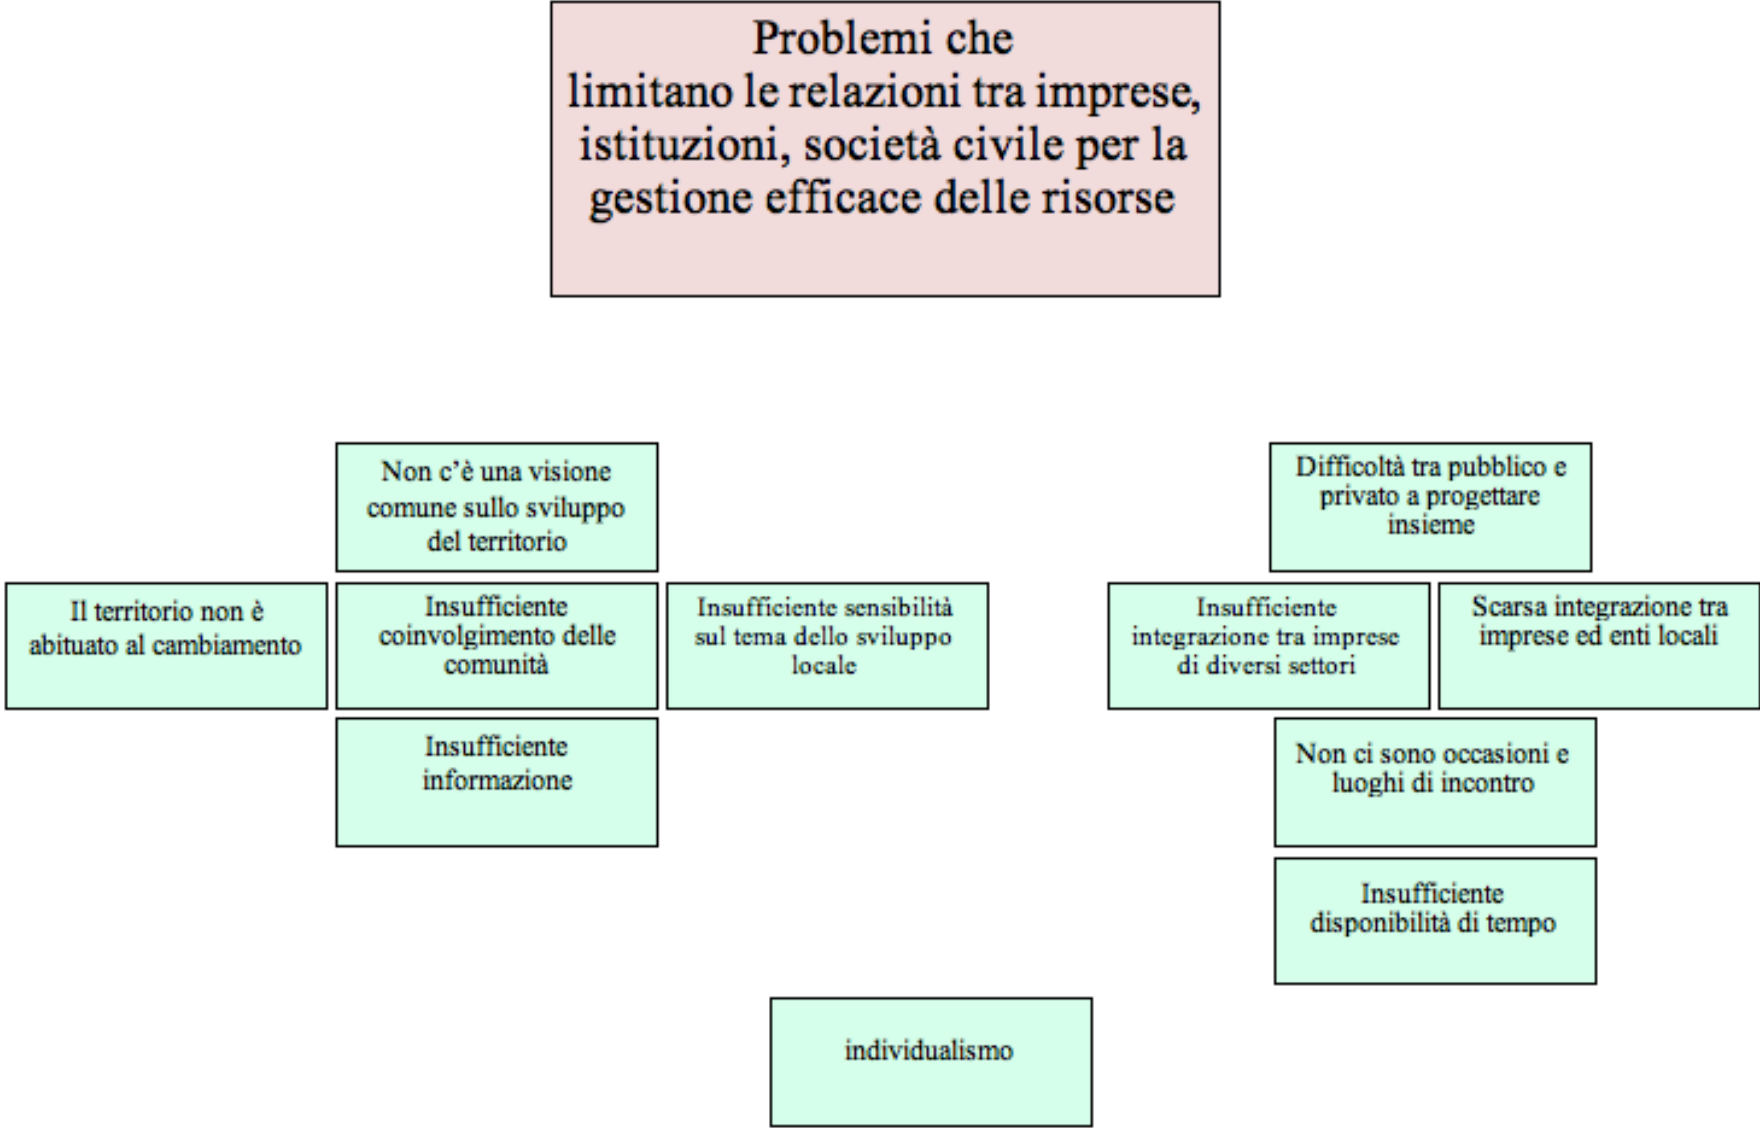 Problemi che
limitano le relazioni tra imprese,
istituzioni, società civile per la
gestione efficace delle risorse
Non c’è una visione
comune sullo sviluppo
del territorio
Difficoltà tra pubblico e
privato a progettare
insieme
Il territorio non è
abituato al cambiamento
Insufficiente
coinvolgimento delle
comunità
Insufficiente sensibilità
sul tema dello sviluppo
locale
Insufficiente
integrazione tra imprese
di diversi settori
Scarsa integrazione tra
imprese ed enti locali
Insufficiente
informazione
Non ci sono occasioni e
luoghi di incontro
Insufficiente
disponibilità di tempo
individualismo